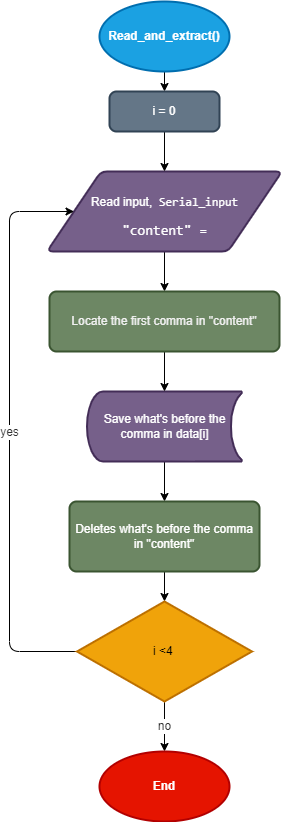 Read_and_extract()
i = 0
Read input, Serial_input
"content" =
Locate the first comma in "content"
Save what's before the
comma in data[i]
Deletes what's before the comma
in "content"
yes
i <4
no
End